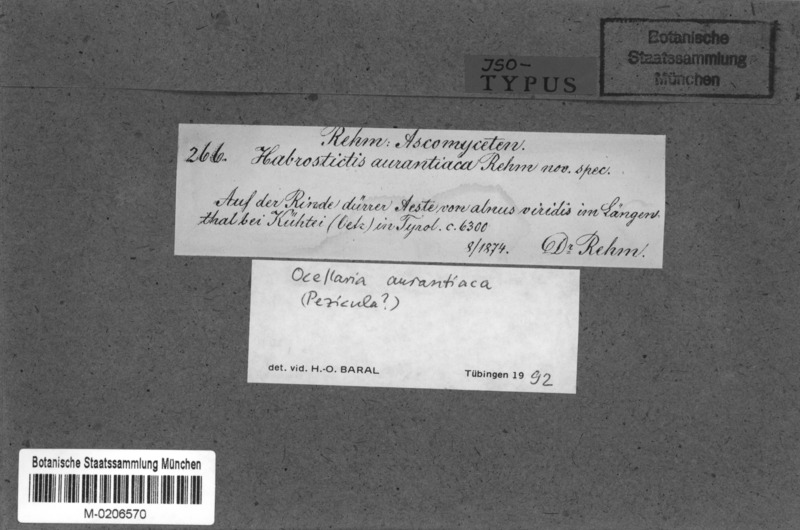 ISO-
TYPUS
Botanische
Staatssammlung
München
Rehm: Ascomyceten.
266. Habrostictis aurantiaca Rehm nov. spec.
Auf der Rinde dürrer Aeste von alnus viridis im Längen
thal bei Kühtei (Oetz) in Tyrol. c. 6300
8/1874. Dr Rehm.
Ocellaria aurantiaca
(Pezicula?)
det. vid. H.-O. BARAL Tübingen 19 92
Botanische Staatssammlung München
M-0206570